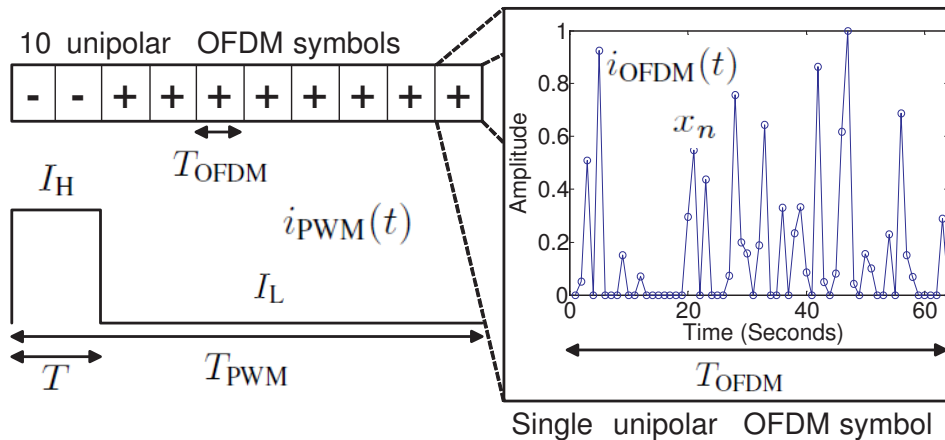 10 unipolar OFDM symbols
- - + + + + + + + +
T_OFDM
I_H
i_PWM(t)
I_L
T
T_PWM
i_OFDM(t)
x_n
Amplitude
1
0.8
0.6
0.4
0.2
0
0 20 40 60
Time (Seconds)
T_OFDM
Single unipolar OFDM symbol